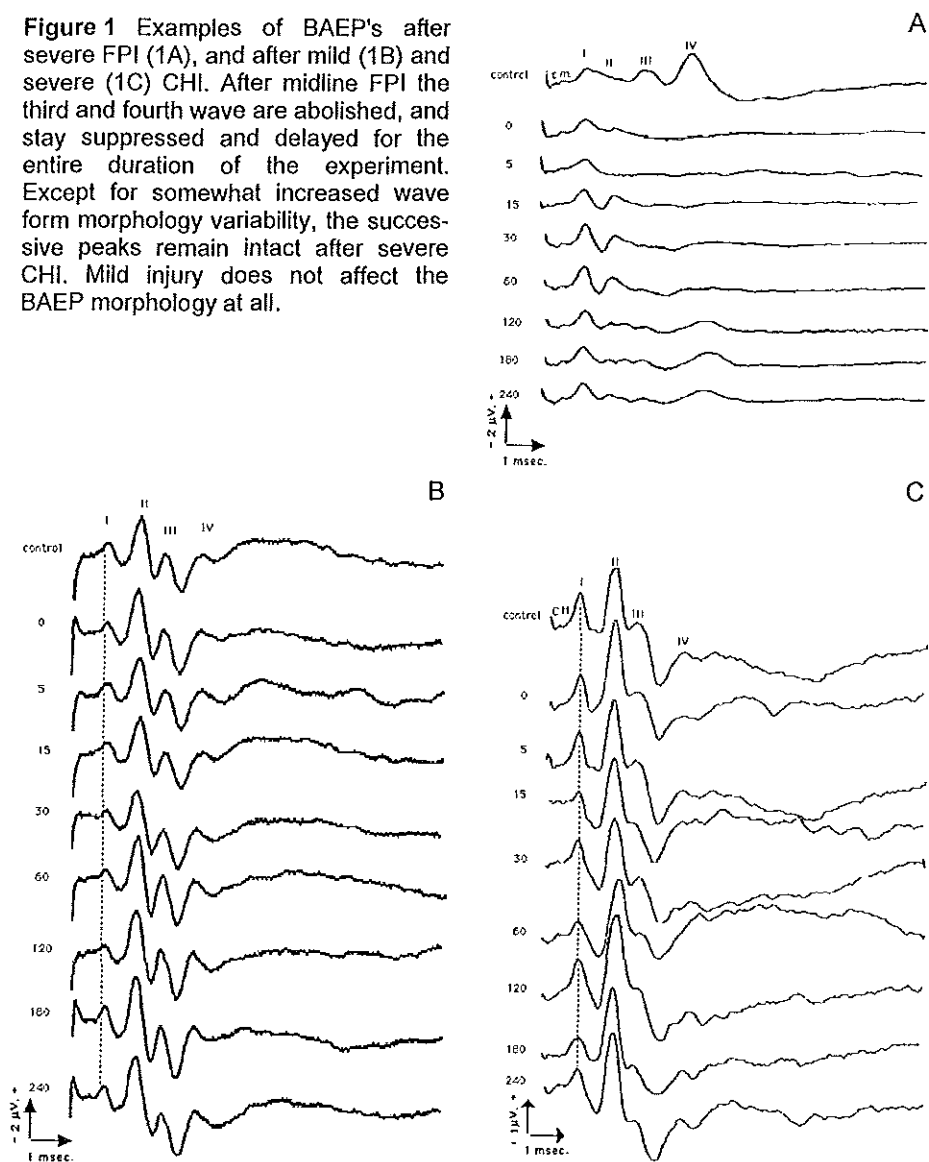 Figure 1 Examples of BAEP's after
severe FPI (1A), and after mild (1B) and
severe (1C) CHI. After midline FPI the
third and fourth wave are abolished, and
stay suppressed and delayed for the
entire duration of the experiment.
Except for somewhat increased wave
form morphology variability, the succes-
sive peaks remain intact after severe
CHI. Mild injury does not affect the
BAEP morphology at all.
A
I II III IV
control
0
5
15
30
60
120
180
240
- 2 µV. +
1 msec.
B
I II III IV
control
0
5
15
30
60
120
180
240
- 2 µV. +
1 msec.
C
I II III IV
control
0
5
15
30
60
120
180
240
- 1µV. +
1 msec.